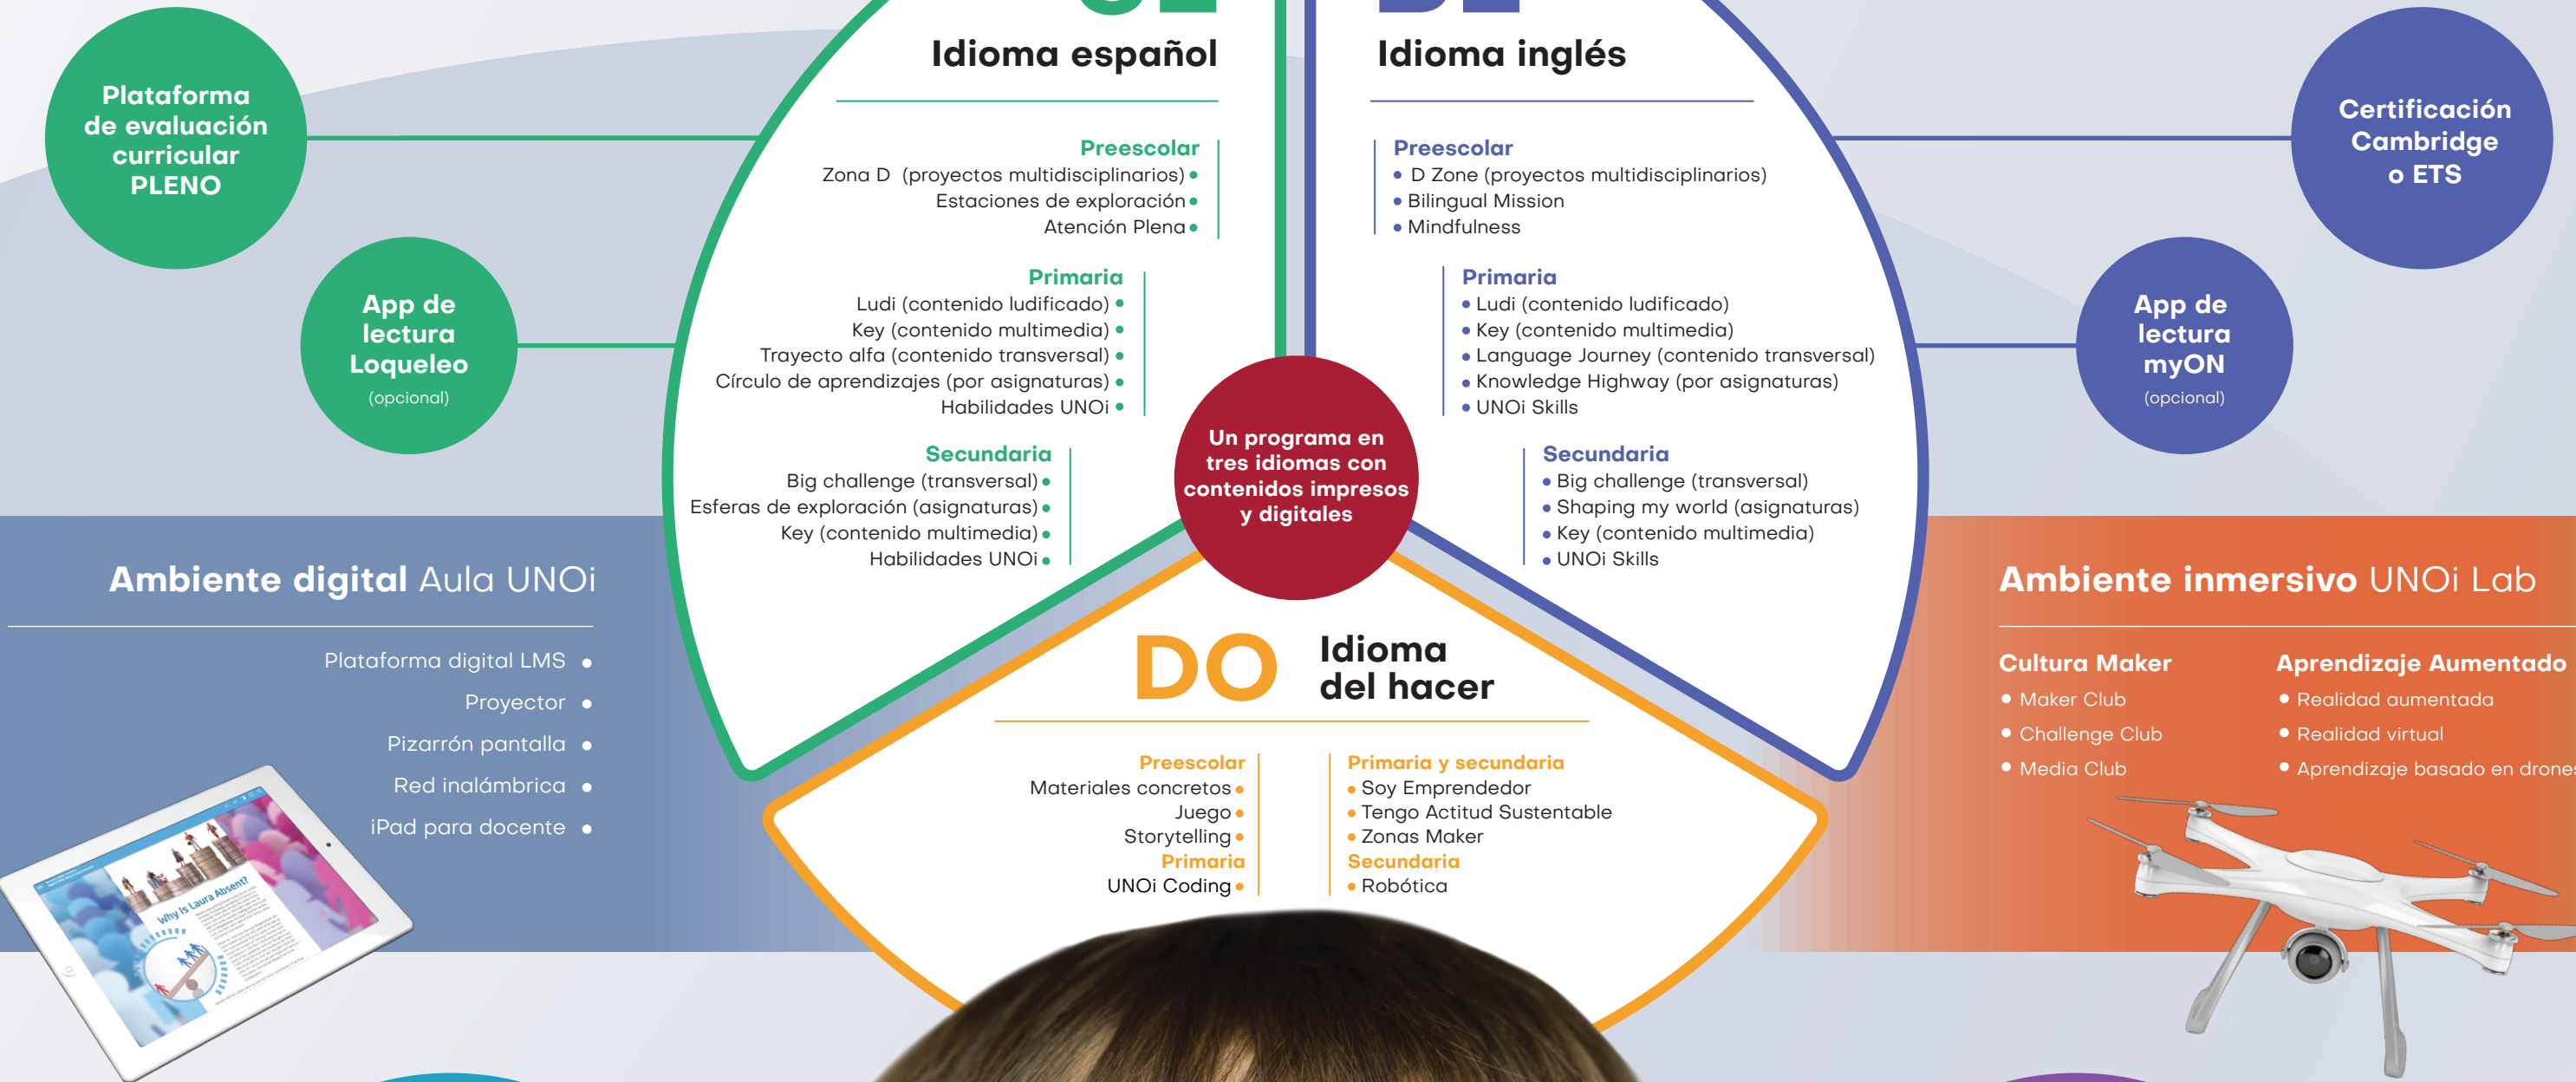 Idioma español
Idioma inglés
Plataforma
de evaluación
curricular
PLENO
Certificación
Cambridge
o ETS
Preescolar
Zona D (proyectos multidisciplinarios)
Estaciones de exploración
Atención Plena
Preescolar
D Zone (proyectos multidisciplinarios)
Bilingual Mission
Mindfulness
App de
lectura
Loqueleo
(opcional)
Primaria
Ludi (contenido ludificado)
Key (contenido multimedia)
Trayecto alfa (contenido transversal)
Círculo de aprendizajes (por asignaturas)
Habilidades UNOi
Primaria
Ludi (contenido ludificado)
Key (contenido multimedia)
Language Journey (contenido transversal)
Knowledge Highway (por asignaturas)
UNOi Skills
App de
lectura
myON
(opcional)
Un programa en
tres idiomas con
contenidos impresos
y digitales
Secundaria
Big challenge (transversal)
Esferas de exploración (asignaturas)
Key (contenido multimedia)
Habilidades UNOi
Secundaria
Big challenge (transversal)
Shaping my world (asignaturas)
Key (contenido multimedia)
UNOi Skills
Ambiente digital Aula UNOi
Plataforma digital LMS
Proyector
Pizarrón pantalla
Red inalámbrica
iPad para docente
Why Is Laura Absent?
DO Idioma
del hacer
Preescolar
Materiales concretos
Juego
Storytelling
Primaria
UNOi Coding
Primaria y secundaria
Soy Emprendedor
Tengo Actitud Sustentable
Zonas Maker
Secundaria
Robótica
Ambiente inmersivo UNOi Lab
Cultura Maker
Maker Club
Challenge Club
Media Club
Aprendizaje Aumentado
Realidad aumentada
Realidad virtual
Aprendizaje basado en drones